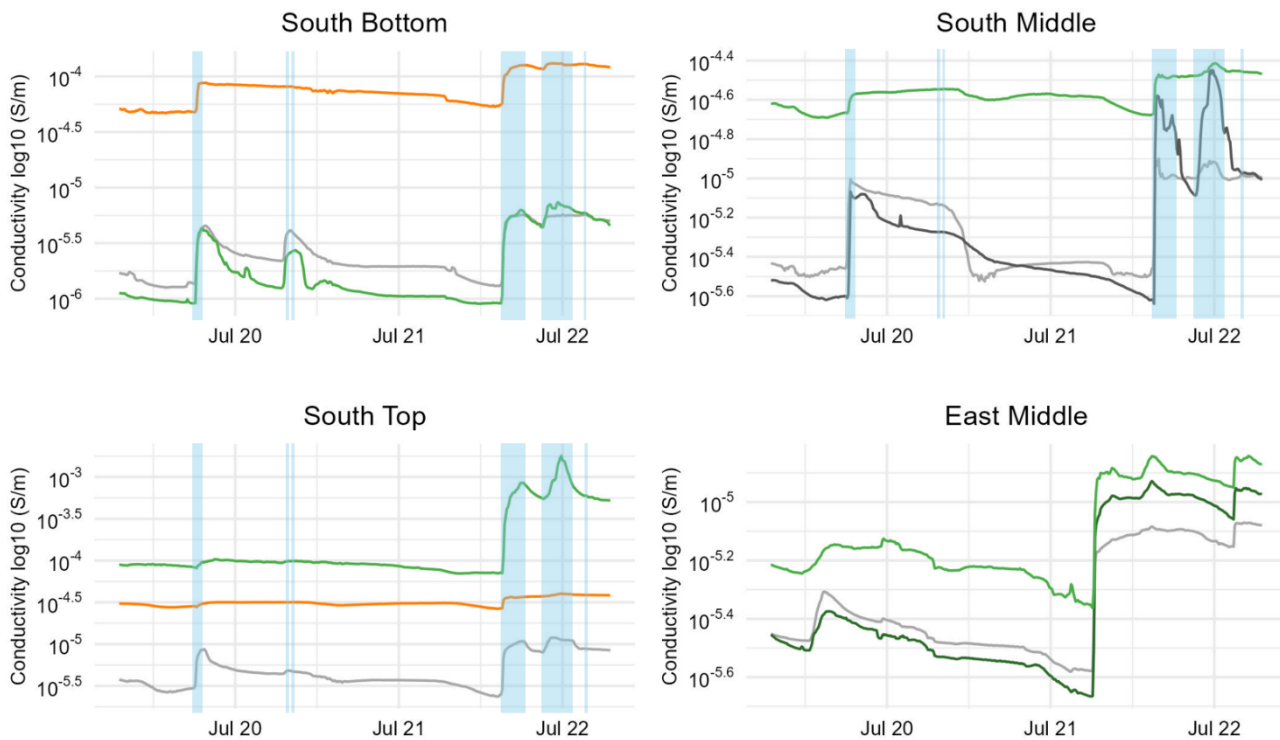 South Bottom
Conductivity log10 (S/m)
10^-4
10^-4.5
10^-5
10^-5.5
10^-6
Jul 20 Jul 21 Jul 22
South Middle
Conductivity log10 (S/m)
10^-4.4
10^-4.6
10^-4.8
10^-5
10^-5.2
10^-5.4
10^-5.6
Jul 20 Jul 21 Jul 22
South Top
Conductivity log10 (S/m)
10^-3
10^-3.5
10^-4
10^-4.5
10^-5
10^-5.5
Jul 20 Jul 21 Jul 22
East Middle
Conductivity log10 (S/m)
10^-5
10^-5.2
10^-5.4
10^-5.6
Jul 20 Jul 21 Jul 22